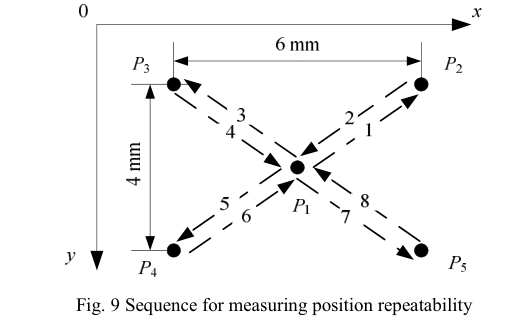 0
x
6 mm
P3
P2
3
2
4
1
4 mm
5
8
P1
6
7
y
P4
P5
Fig. 9 Sequence for measuring position repeatability